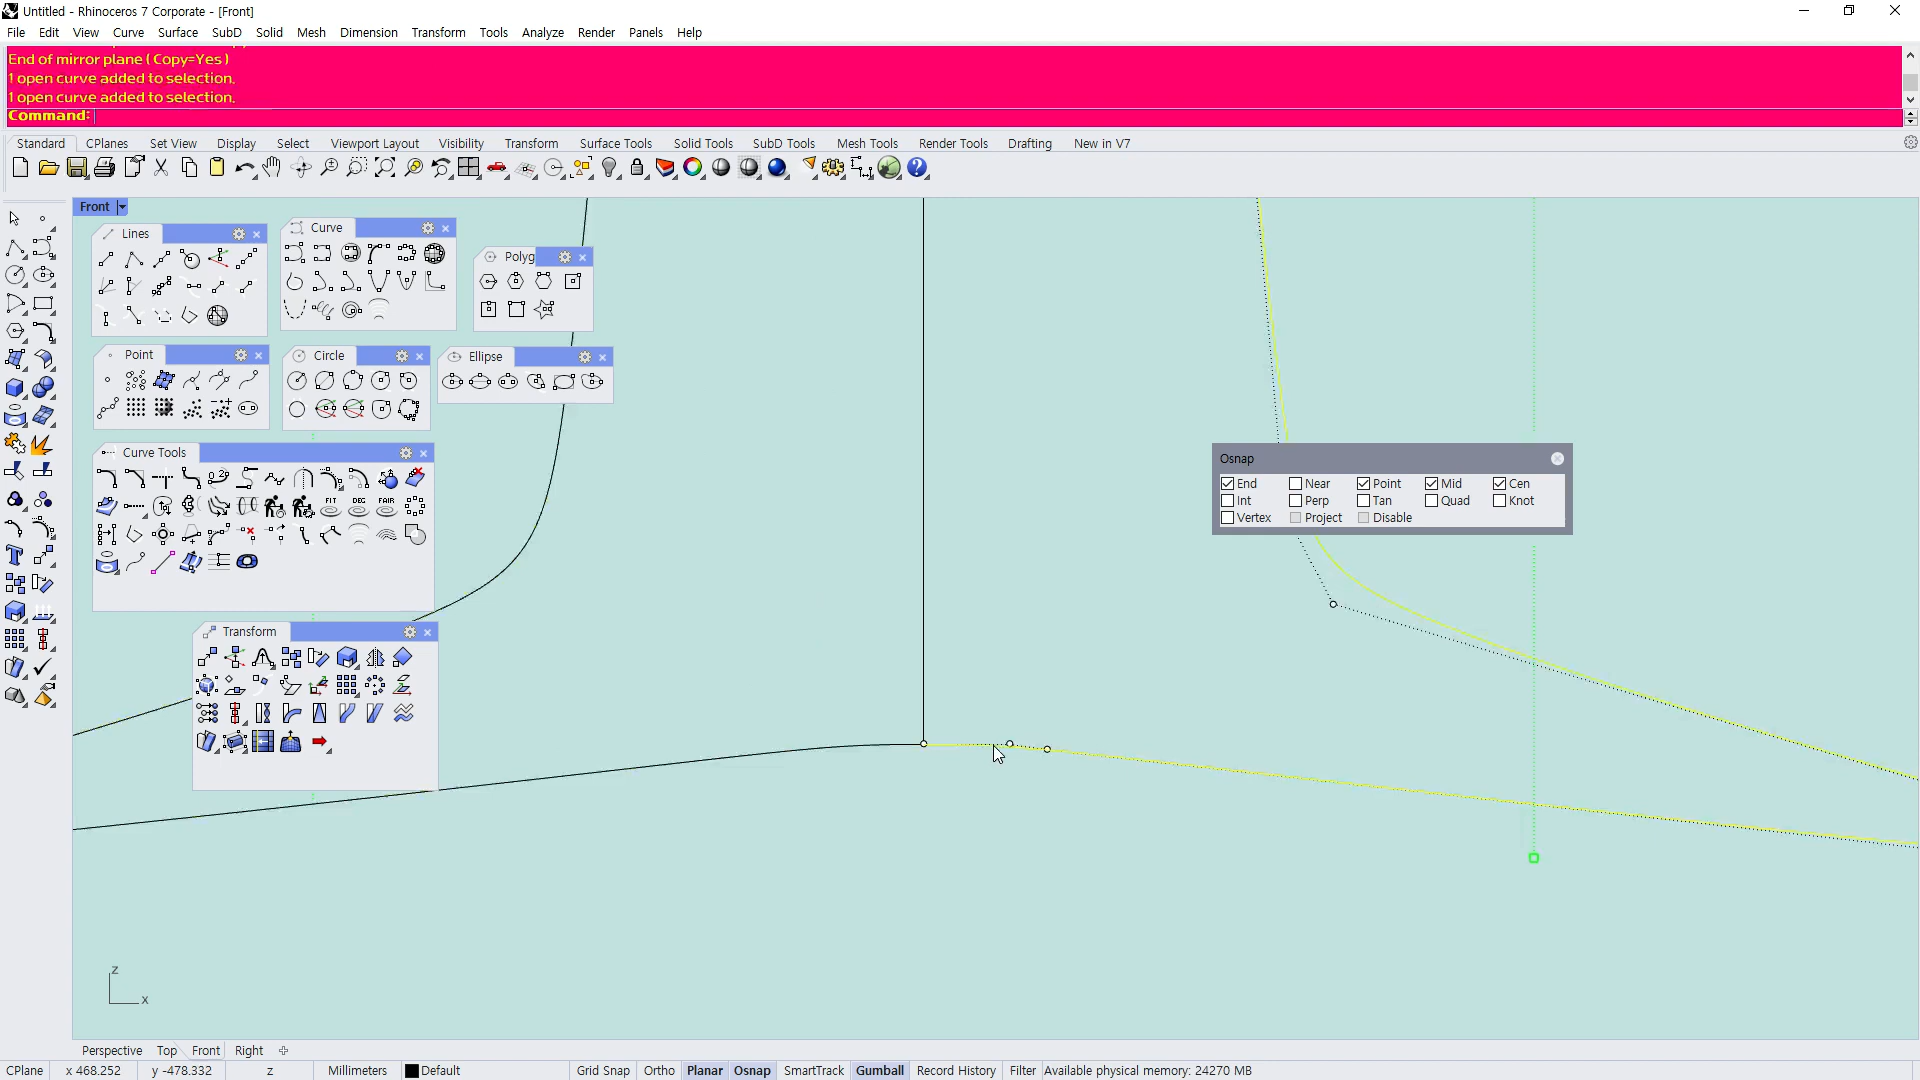 Untitled - Rhinoceros 7 Corporate - [Front]
File Edit View Curve Surface SubD Solid Mesh Dimension Transform Tools Analyze Render Panels Help
End of mirror plane ( Copy=Yes )
1 open curve added to selection.
1 open curve added to selection.
Command:
Standard CPlanes Set View Display Select Viewport Layout Visibility Transform Surface Tools Solid Tools SubD Tools Mesh Tools Render Tools Drafting New in V7
Front
Lines
Curve
Polyg
Point
Circle
Ellipse
Curve Tools
FIT DEG FAIR
Transform
Osnap
End Near Point Mid Cen
Int Perp Tan Quad Knot
Vertex Project Disable
z
x
Perspective Top Front Right
CPlane x 468.252 y -478.332 z Millimeters Default Grid Snap Ortho Planar Osnap SmartTrack Gumball Record History Filter Available physical memory: 24270 MB